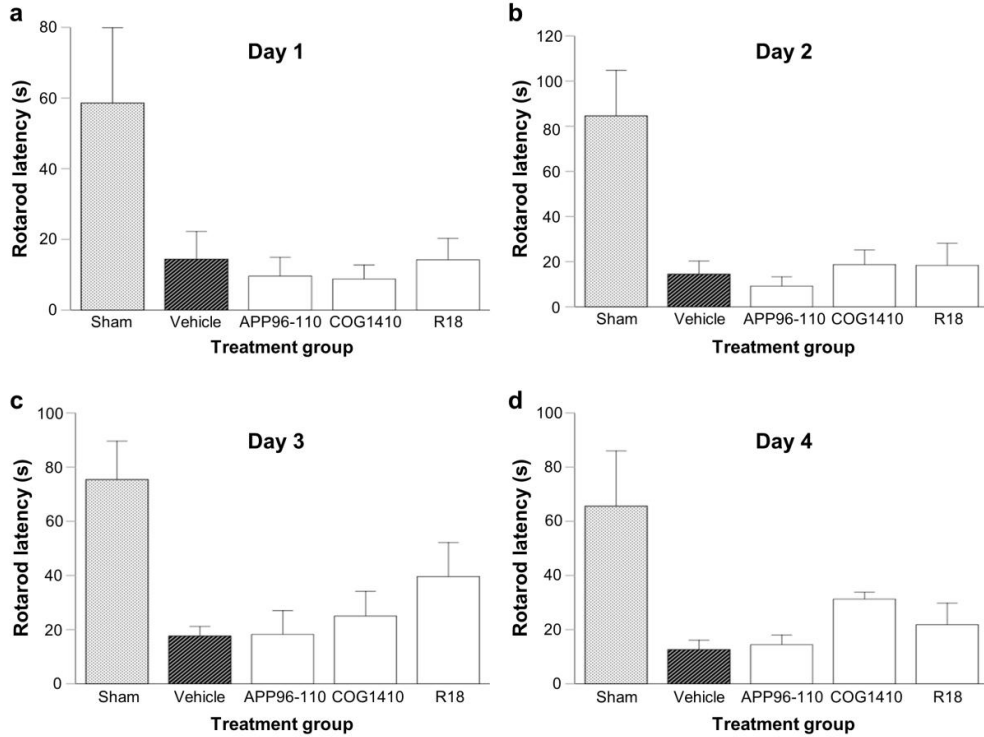 a
Day 1
Rotarod latency (s)
80
60
40
20
0
Sham Vehicle APP96-110 COG1410 R18
Treatment group
b
Day 2
Rotarod latency (s)
120
100
80
60
40
20
0
Sham Vehicle APP96-110 COG1410 R18
Treatment group
c
Day 3
Rotarod latency (s)
100
80
60
40
20
0
Sham Vehicle APP96-110 COG1410 R18
Treatment group
d
Day 4
Rotarod latency (s)
100
80
60
40
20
0
Sham Vehicle APP96-110 COG1410 R18
Treatment group